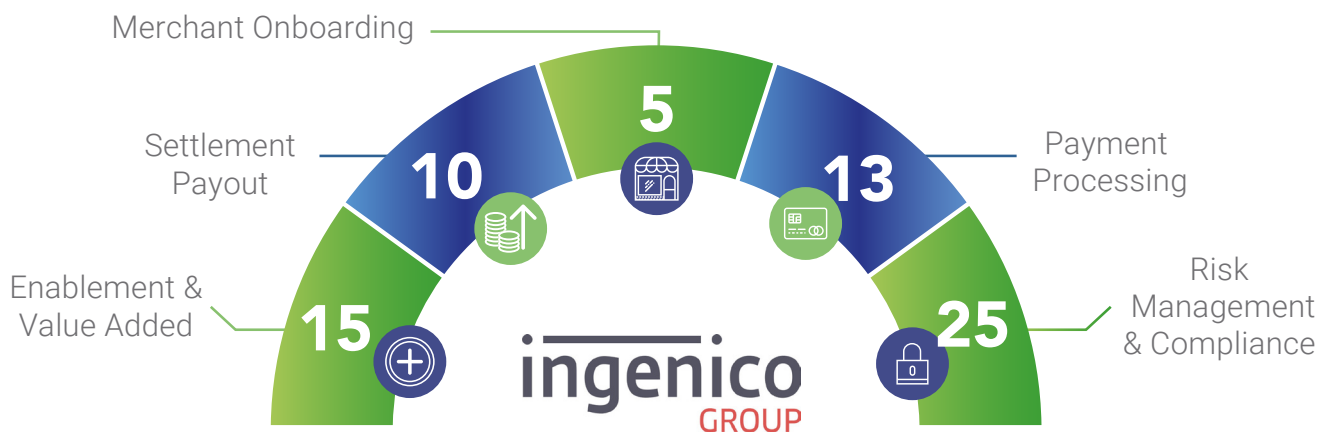 Merchant Onboarding
5
Settlement
Payout
10
13
Payment
Processing
Enablement &
Value Added
15
25
Risk
Management
& Compliance
0
ingenico
GROUP